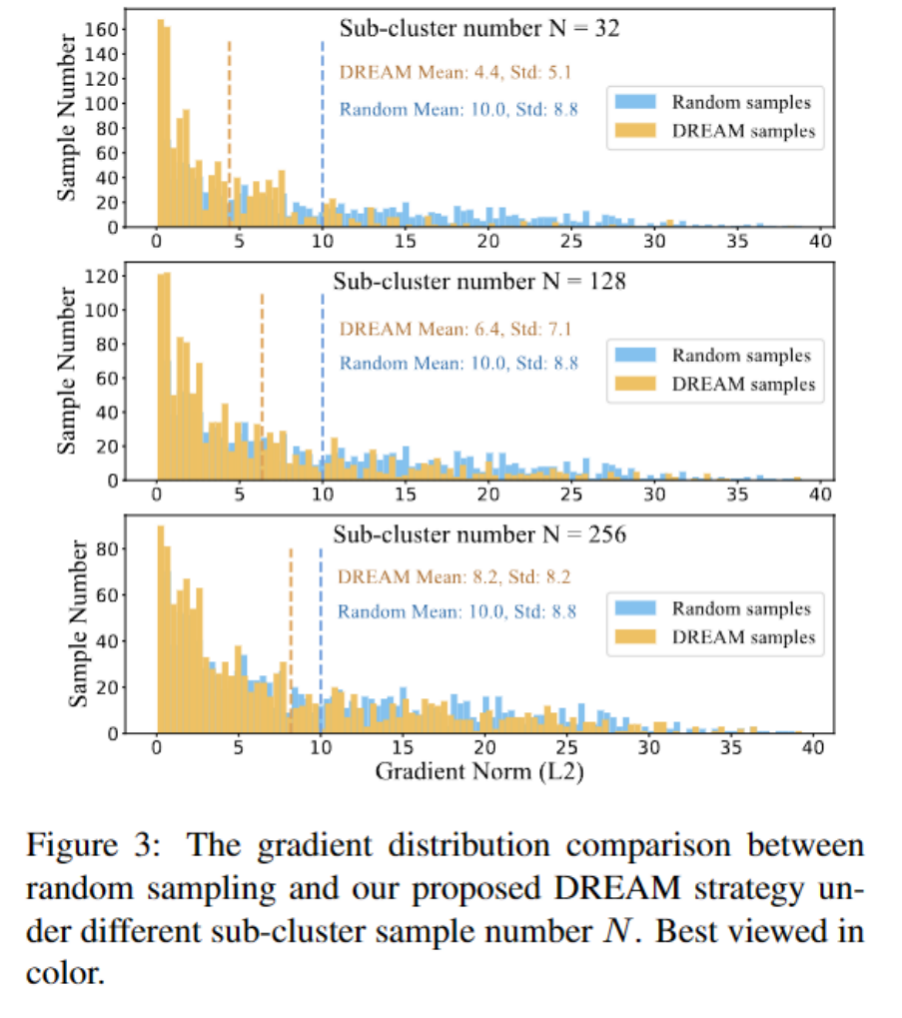 Sub-cluster number N = 32
DREAM Mean: 4.4, Std: 5.1
Random Mean: 10.0, Std: 8.8
Random samples
DREAM samples
Sample Number
160
140
120
100
80
60
40
20
0
0 5 10 15 20 25 30 35 40
Sub-cluster number N = 128
DREAM Mean: 6.4, Std: 7.1
Random Mean: 10.0, Std: 8.8
Random samples
DREAM samples
Sample Number
120
100
80
60
40
20
0
0 5 10 15 20 25 30 35 40
Sub-cluster number N = 256
DREAM Mean: 8.2, Std: 8.2
Random Mean: 10.0, Std: 8.8
Random samples
DREAM samples
Sample Number
80
60
40
20
0
0 5 10 15 20 25 30 35 40
Gradient Norm (L2)
Figure 3: The gradient distribution comparison between
random sampling and our proposed DREAM strategy un-
der different sub-cluster sample number N. Best viewed in
color.